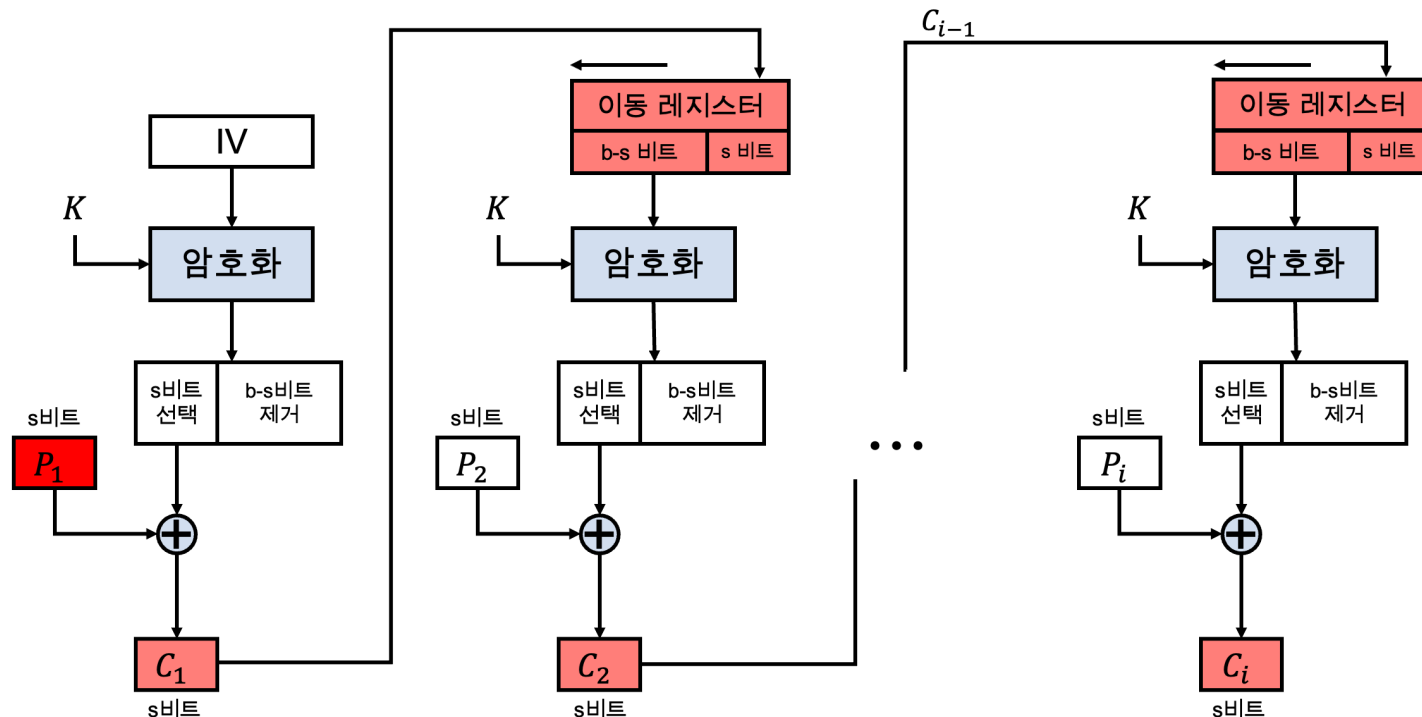 C_{i-1}
이동 레지스터
b-s 비트
s 비트
이동 레지스터
b-s 비트
s 비트
IV
K
암호화
K
암호화
K
암호화
s비트
선택
b-s비트
제거
s비트
선택
b-s비트
제거
s비트
선택
b-s비트
제거
s비트
P_1
s비트
P_2
...
s비트
P_i
C_1
s비트
C_2
s비트
C_i
s비트